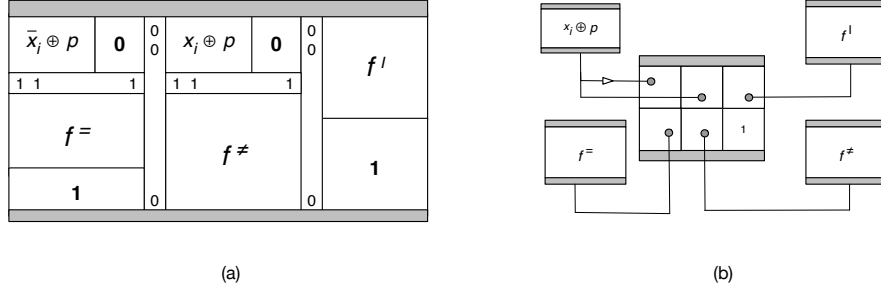 x̄ᵢ ⊕ p 0 0 xᵢ ⊕ p 0 0 f ᴵ
0 0
1 1 1 1 1 1
f ⁼ f ≠ 1
1
0 0
(a)
xᵢ ⊕ p f ᴵ
1
f ⁼ f ≠
(b)